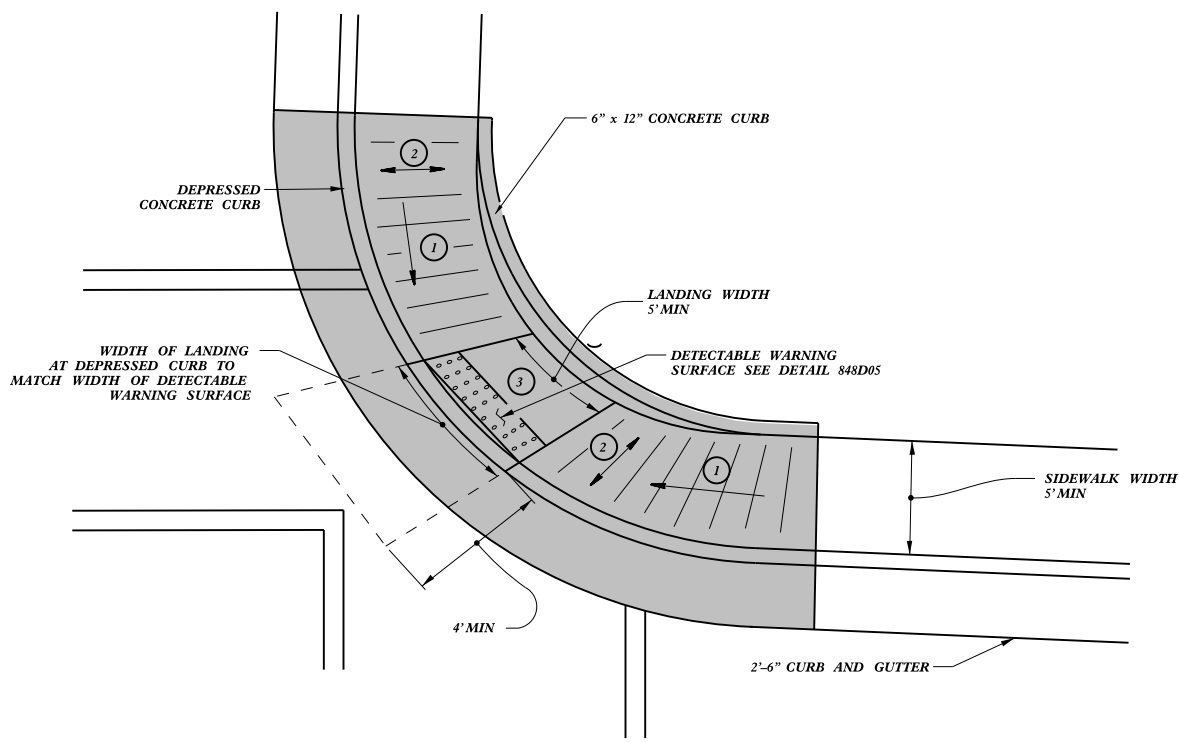 6” x 12” CONCRETE CURB
2
DEPRESSED
CONCRETE CURB
1
LANDING WIDTH
5’ MIN
WIDTH OF LANDING
AT DEPRESSED CURB TO
MATCH WIDTH OF DETECTABLE
WARNING SURFACE
DETECTABLE WARNING
SURFACE SEE DETAIL 848D05
3
2
1
SIDEWALK WIDTH
5’ MIN
4’ MIN
2’–6” CURB AND GUTTER